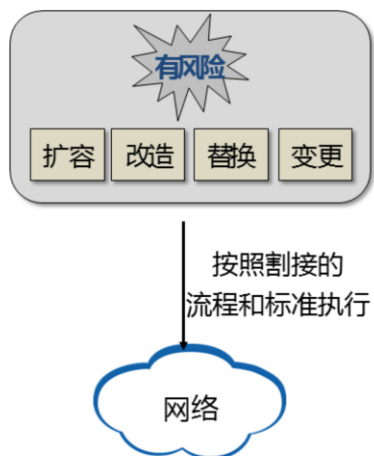 有风险
扩容 改造 替换 变更
按照割接的
流程和标准执行
网络